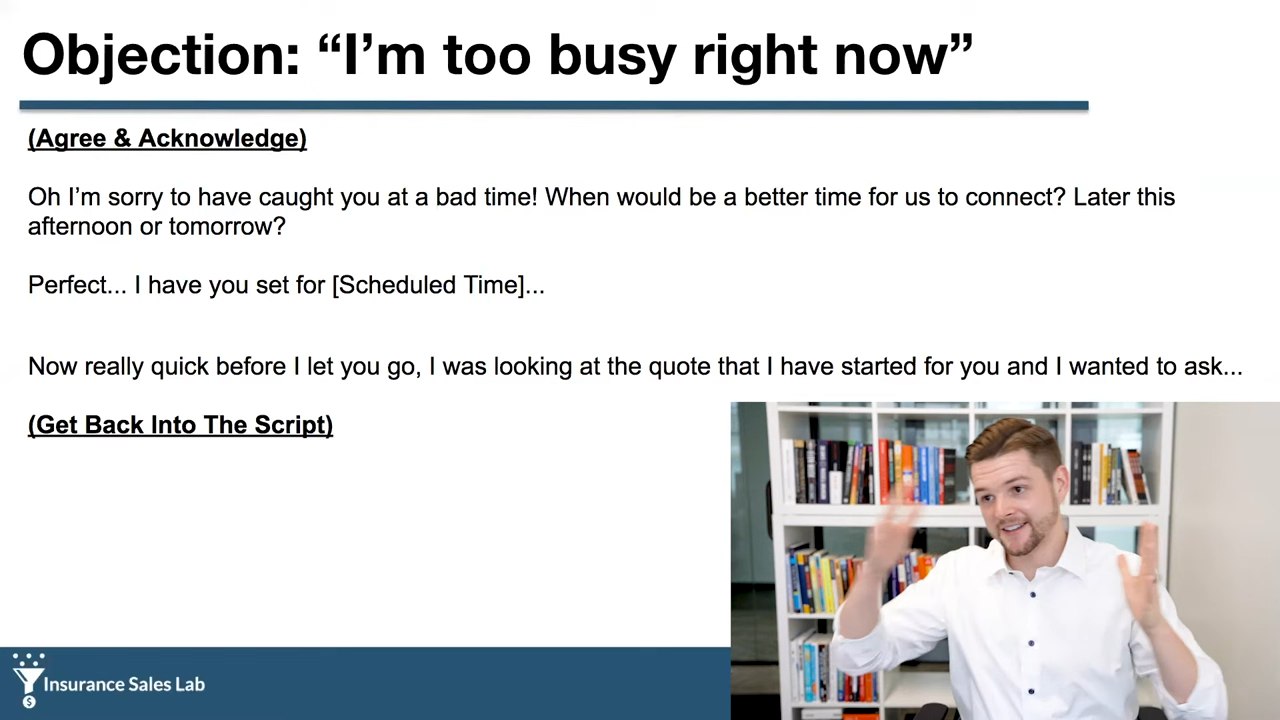 Objection: “I’m too busy right now”
(Agree & Acknowledge)
Oh I’m sorry to have caught you at a bad time! When would be a better time for us to connect? Later this
afternoon or tomorrow?
Perfect... I have you set for [Scheduled Time]...
Now really quick before I let you go, I was looking at the quote that I have started for you and I wanted to ask...
(Get Back Into The Script)
$ Insurance Sales Lab